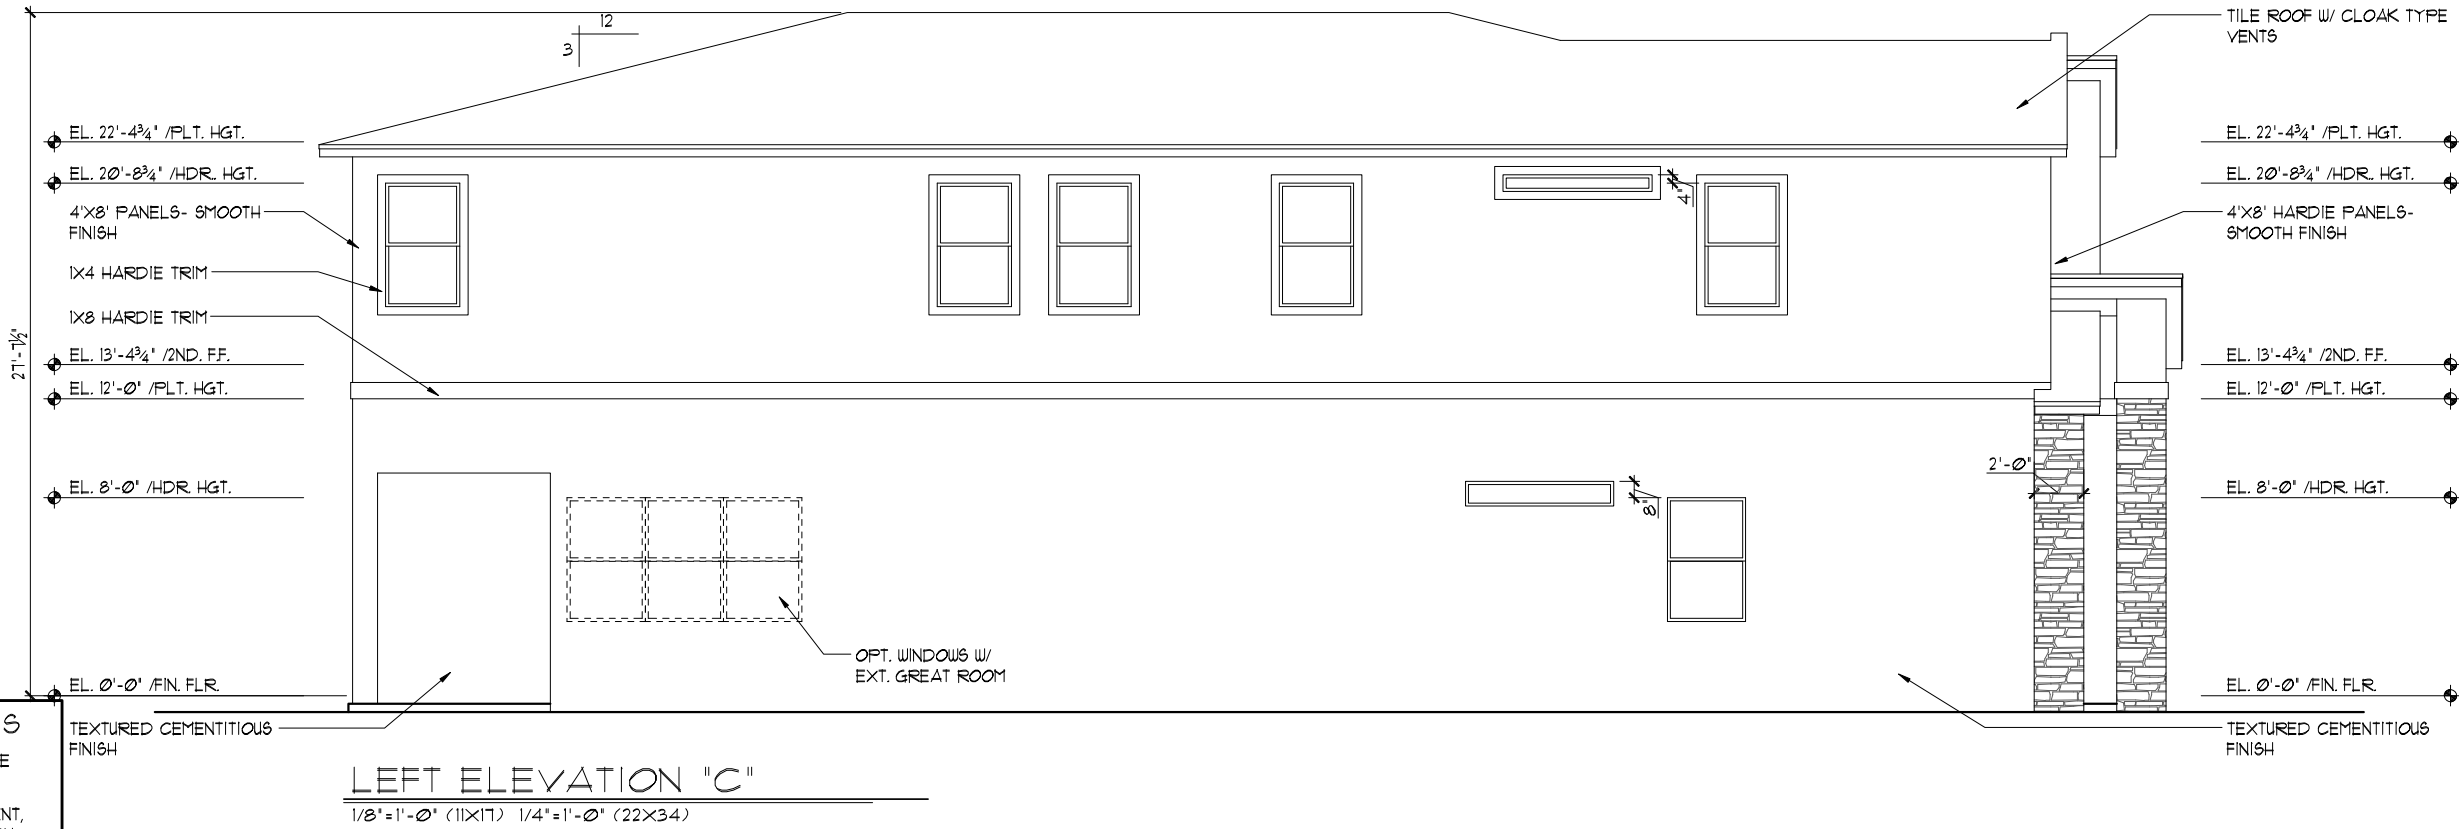 12
3
TILE ROOF W/ CLOAK TYPE
VENTS
EL. 22'-4¾" /PLT. HGT.
EL. 20'-8¾" /HDR. HGT.
4'X8' PANELS- SMOOTH
FINISH
1X4 HARDIE TRIM
1X8 HARDIE TRIM
27'-7½"
EL. 13'-4¾" /2ND. F.F.
EL. 12'-0" /PLT. HGT.
EL. 8'-0" /HDR. HGT.
EL. 0'-0" /FIN. FLR.
TEXTURED CEMENTITIOUS
FINISH
4"
8"
2'-0"
OPT. WINDOWS W/
EXT. GREAT ROOM
EL. 22'-4¾" /PLT. HGT.
EL. 20'-8¾" /HDR. HGT.
4'X8' HARDIE PANELS-
SMOOTH FINISH
EL. 13'-4¾" /2ND. F.F.
EL. 12'-0" /PLT. HGT.
EL. 8'-0" /HDR. HGT.
EL. 0'-0" /FIN. FLR.
TEXTURED CEMENTITIOUS
FINISH
S
E
NT,
LEFT ELEVATION "C"
1/8"=1'-0" (11X17) 1/4"=1'-0" (22X34)